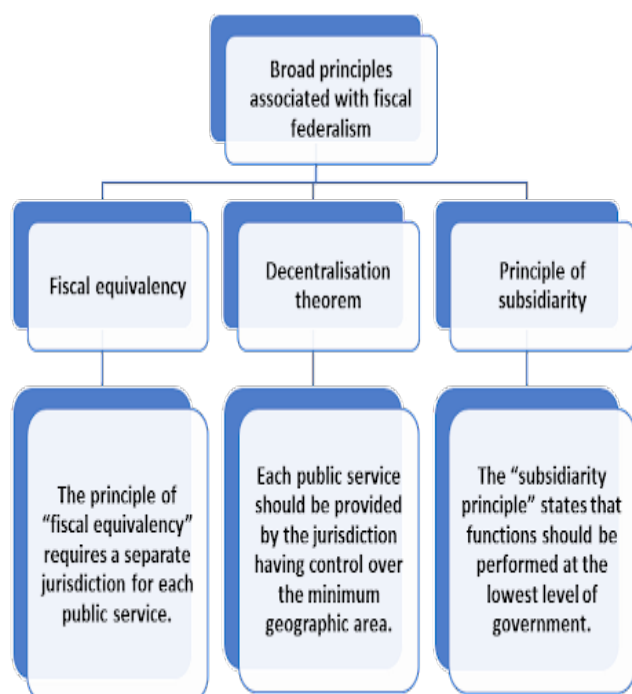 Broad principles
associated with fiscal
federalism
Fiscal equivalency
Decentralisation
theorem
Principle of
subsidiarity
The principle of
“fiscal equivalency”
requires a separate
jurisdiction for each
public service.
Each public service
should be provided
by the jurisdiction
having control over
the minimum
geographic area.
The “subsidiarity
principle” states that
functions should be
performed at the
lowest level of
government.